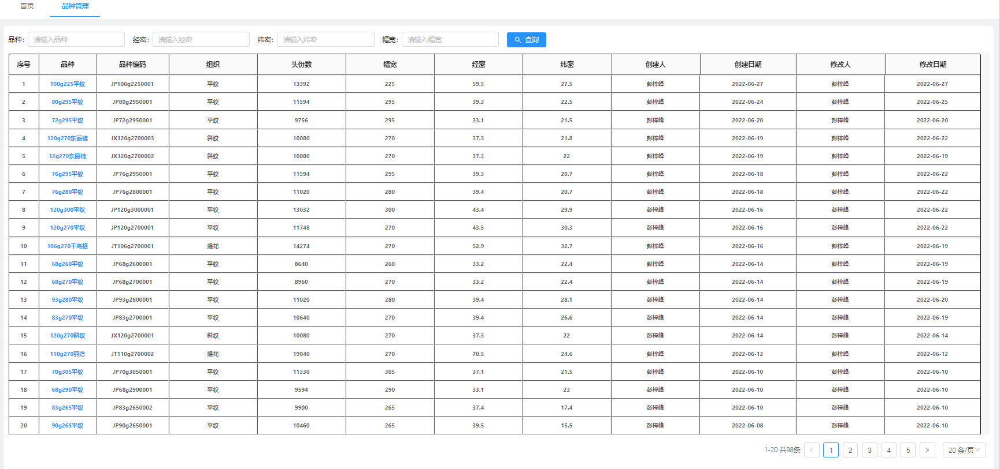 首页 品种管理
品种: 请输入品种 经密: 请输入经密 纬密: 请输入纬密 幅宽: 请输入幅宽 查询
序号 品种 品种编码 组织 头份数 幅宽 经密 纬密 创建人 创建日期 修改人 修改日期
1 100g225平纹 JP100g2250001 平纹 13392 225 59.5 27.5 彭梓峰 2022-06-27 彭梓峰 2022-06-27
2 80g295平纹 JP80g2950001 平纹 11594 295 39.3 22.5 彭梓峰 2022-06-24 彭梓峰 2022-06-25
3 72g295平纹 JP72g2950001 平纹 9756 295 33.1 21.5 彭梓峰 2022-06-20 彭梓峰 2022-06-20
4 120g270东丽棉 JX120g2700003 斜纹 10080 270 37.3 21.8 彭梓峰 2022-06-19 彭梓峰 2022-06-22
5 12g270东丽棉 JX120g2700002 斜纹 10080 270 37.3 22 彭梓峰 2022-06-19 彭梓峰 2022-06-19
6 76g295平纹 JP76g2950001 平纹 11594 295 39.3 20.7 彭梓峰 2022-06-18 彭梓峰 2022-06-22
7 76g280平纹 JP76g2800001 平纹 11020 280 39.4 20.7 彭梓峰 2022-06-18 彭梓峰 2022-06-22
8 120g300平纹 JP120g3000001 平纹 13032 300 43.4 29.9 彭梓峰 2022-06-16 彭梓峰 2022-06-22
9 120g270平纹 JP120g2700001 平纹 11748 270 43.5 30.3 彭梓峰 2022-06-16 彭梓峰 2022-06-22
10 106g270千鸟格 JT106g2700001 提花 14274 270 52.9 32.7 彭梓峰 2022-06-16 彭梓峰 2022-06-19
11 68g260平纹 JP68g2600001 平纹 8640 260 33.2 22.4 彭梓峰 2022-06-14 彭梓峰 2022-06-19
12 68g270平纹 JP68g2700001 平纹 8960 270 33.2 22.4 彭梓峰 2022-06-14 彭梓峰 2022-06-19
13 93g280平纹 JP93g2800001 平纹 11020 280 39.4 28.1 彭梓峰 2022-06-14 彭梓峰 2022-06-20
14 83g270平纹 JP83g2700001 平纹 10640 270 39.4 26.6 彭梓峰 2022-06-14 彭梓峰 2022-06-19
15 120g270斜纹 JX120g2700001 斜纹 10080 270 37.3 22 彭梓峰 2022-06-14 彭梓峰 2022-06-14
16 110g270羽洛 JT110g2700002 提花 19040 270 70.5 24.6 彭梓峰 2022-06-12 彭梓峰 2022-06-12
17 70g305平纹 JP70g3050001 平纹 11330 305 37.1 21.5 彭梓峰 2022-06-10 彭梓峰 2022-06-10
18 68g290平纹 JP68g2900001 平纹 9594 290 33.1 23 彭梓峰 2022-06-10 彭梓峰 2022-06-10
19 83g265平纹 JP83g2650002 平纹 9900 265 37.4 17.4 彭梓峰 2022-06-10 彭梓峰 2022-06-10
20 90g265平纹 JP90g2650001 平纹 10460 265 39.5 15.5 彭梓峰 2022-06-08 彭梓峰 2022-06-10
1-20 共98条 < 1 2 3 4 5 > 20 条/页